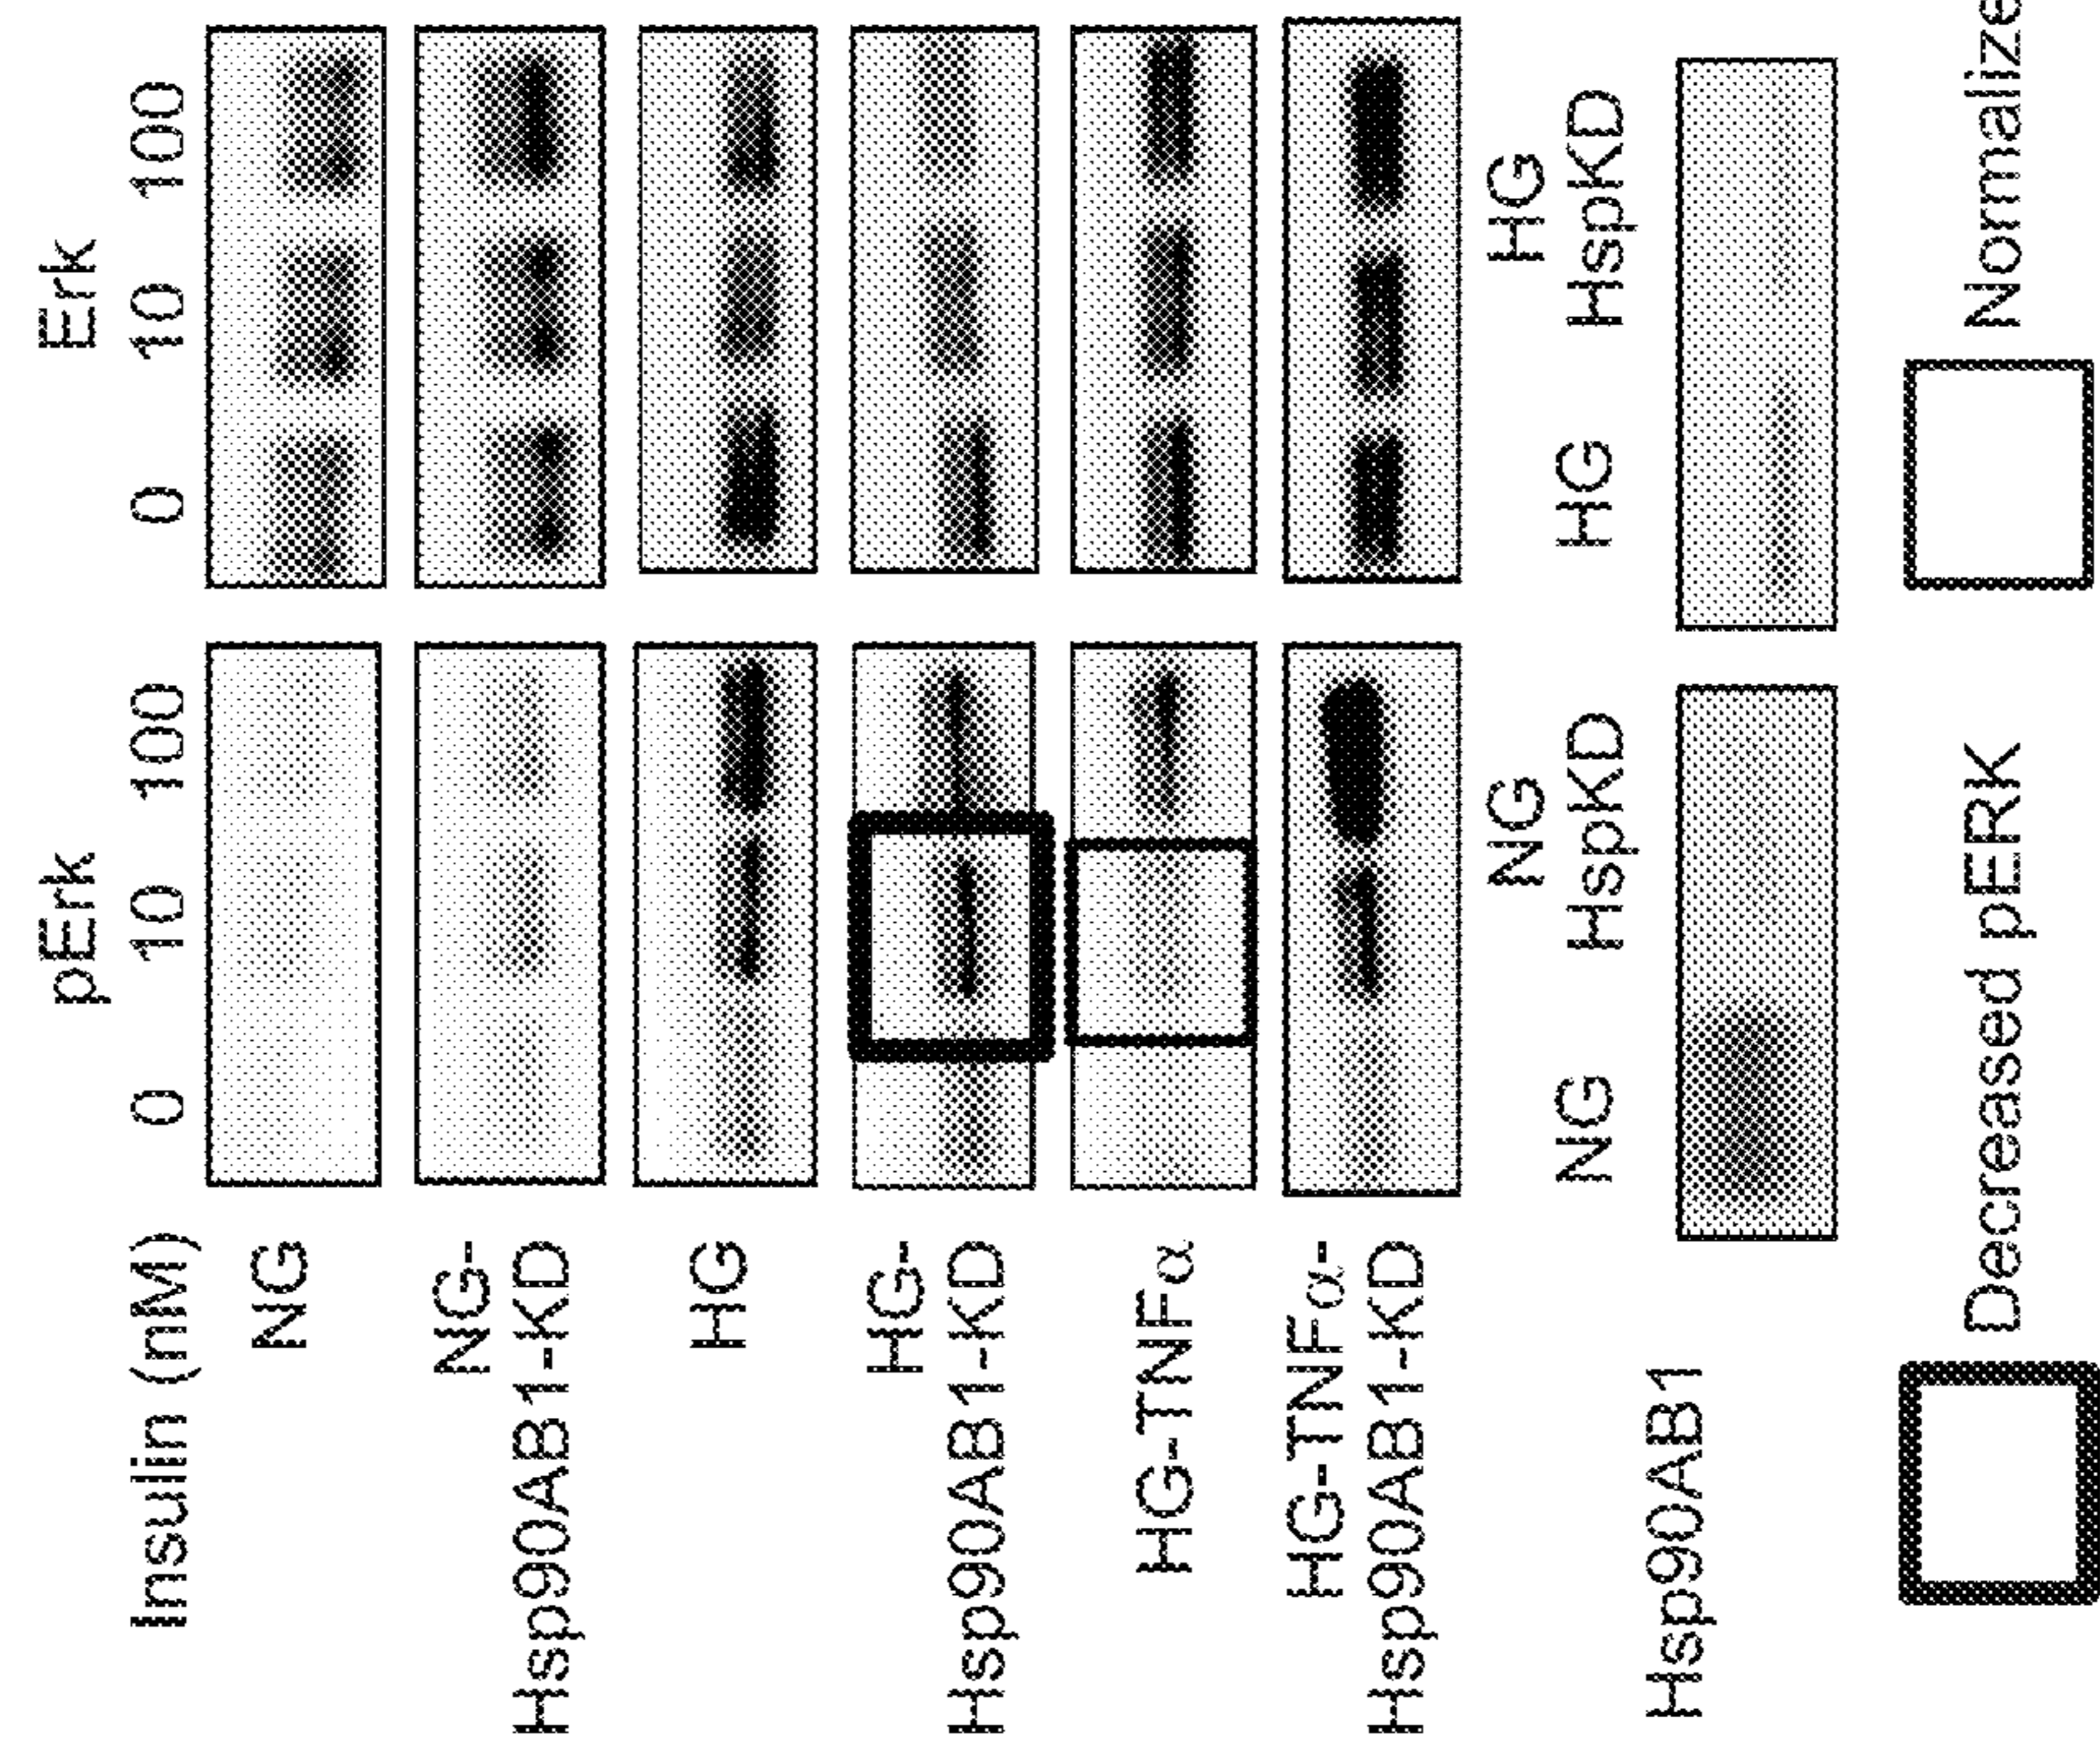 pErk Erk
Insulin (nM) 0 10 100 0 10 100
NG
NG-
Hsp90AB1-KD
HG
HG-
Hsp90AB1-KD
HG-TNFα
HG-TNFα-
Hsp90AB1-KD
NG HG
NG HspKD HG HspKD
Hsp90AB1
Decreased pERK Normalize